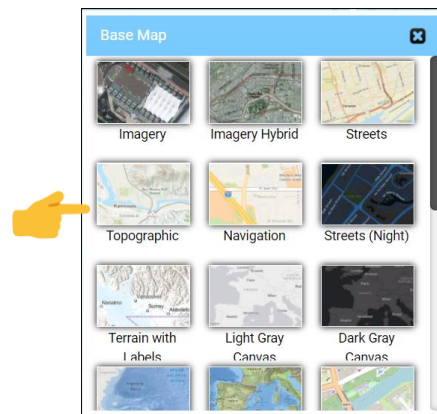 Base Map
Imagery
Imagery Hybrid
Streets
Topographic
Navigation
Streets (Night)
Terrain with
Labels
Light Gray
Canvas
Dark Gray
Canvas